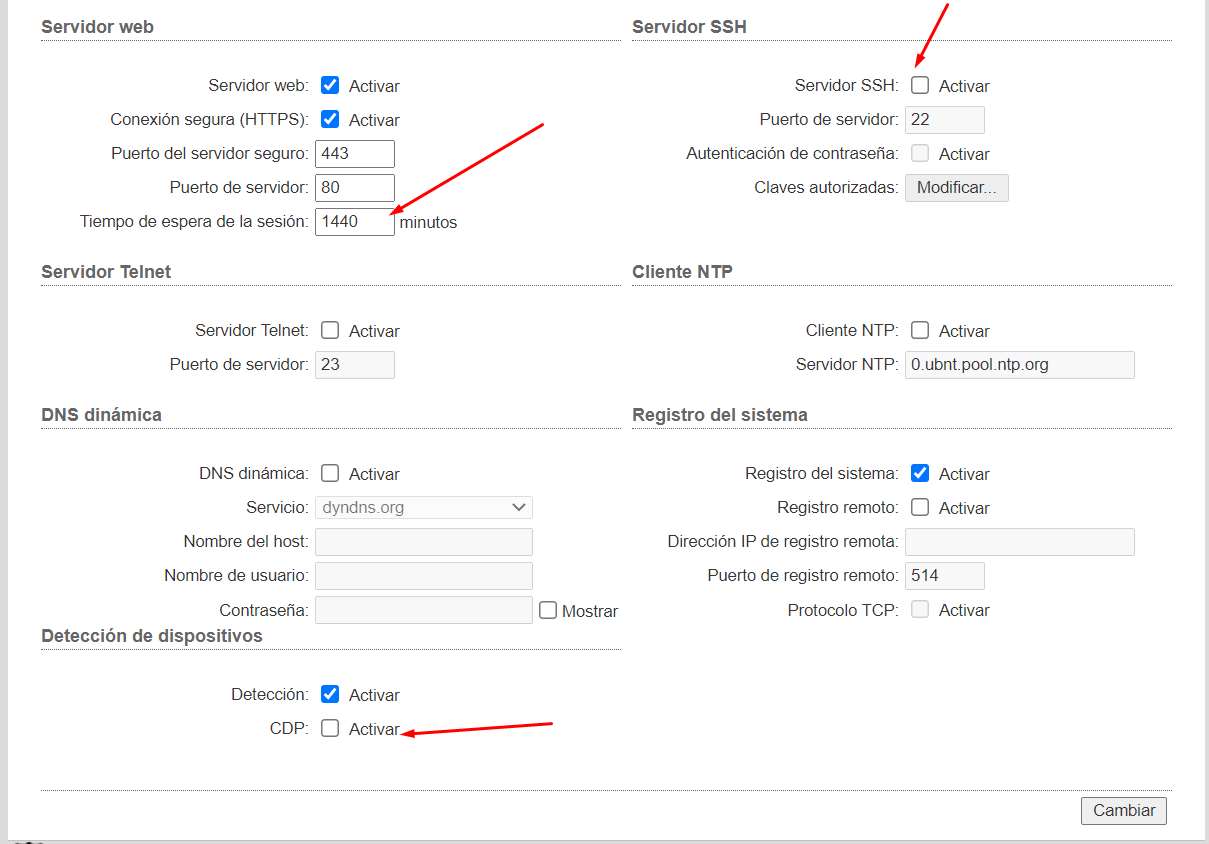 Servidor web
Servidor web: Activar
Conexión segura (HTTPS): Activar
Puerto del servidor seguro: 443
Puerto de servidor: 80
Tiempo de espera de la sesión: 1440 minutos
Servidor SSH
Servidor SSH: Activar
Puerto de servidor: 22
Autenticación de contraseña: Activar
Claves autorizadas: Modificar...
Servidor Telnet
Servidor Telnet: Activar
Puerto de servidor: 23
Cliente NTP
Cliente NTP: Activar
Servidor NTP: 0.ubnt.pool.ntp.org
DNS dinámica
DNS dinámica: Activar
Servicio: dyndns.org
Nombre del host:
Nombre de usuario:
Contraseña: Mostrar
Registro del sistema
Registro del sistema: Activar
Registro remoto: Activar
Dirección IP de registro remota:
Puerto de registro remoto: 514
Protocolo TCP: Activar
Detección de dispositivos
Detección: Activar
CDP: Activar
Cambiar